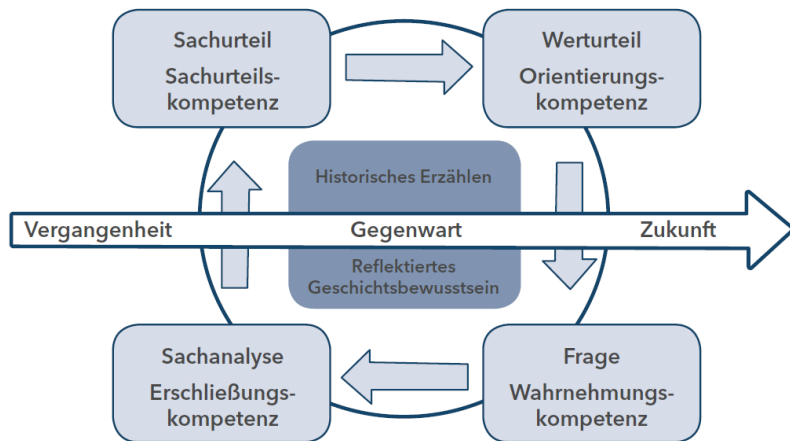 Sachurteil
Sachurteils-
kompetenz
Werturteil
Orientierungs-
kompetenz
Historisches Erzählen
Vergangenheit
Gegenwart
Zukunft
Reflektiertes
Geschichtsbewusstsein
Sachanalyse
Erschließungs-
kompetenz
Frage
Wahrnehmungs-
kompetenz